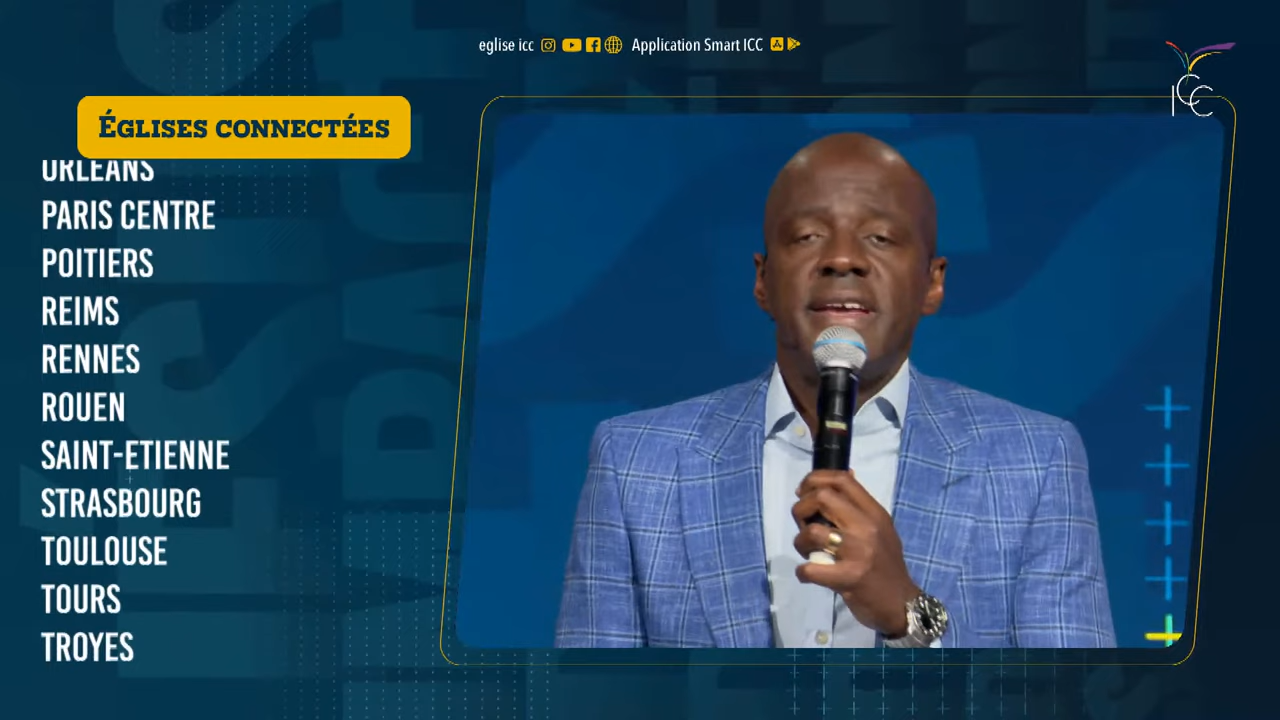 eglise icc Application Smart ICC
ICC
ÉGLISES CONNECTÉES
ORLEANS
PARIS CENTRE
POITIERS
REIMS
RENNES
ROUEN
SAINT-ETIENNE
STRASBOURG
TOULOUSE
TOURS
TROYES